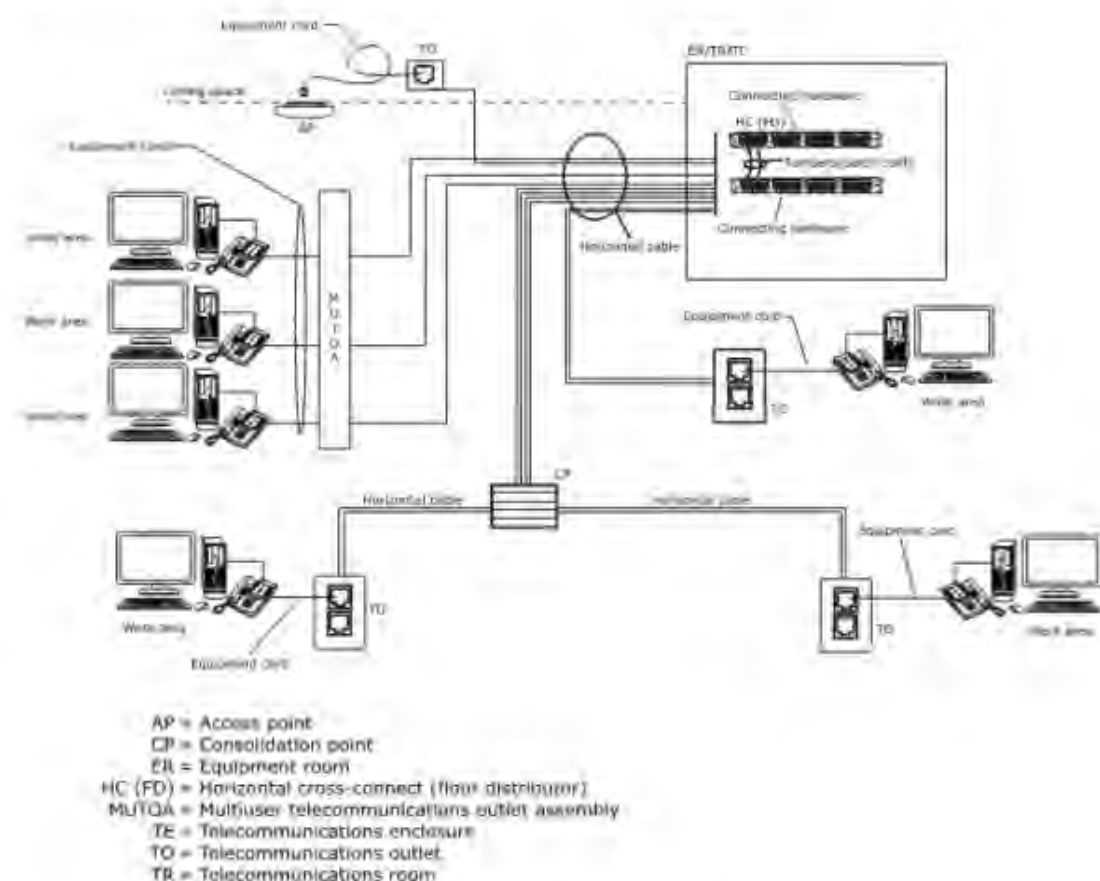 Equipment cord
TO
ER/TR/TE
Ceiling space
Connecting hardware
AP
HC (FD)
Equipment cords
Connecting hardware
Work area
Horizontal cable
MUTOA
Work area
Equipment cord
Work area
TO
Work area
CP
Horizontal cable
Horizontal cable
Equipment cord
TO
TO
Work area
Work area
Equipment cord
AP = Access point
CP = Consolidation point
ER = Equipment room
HC (FD) = Horizontal cross-connect (floor distributor)
MUTOA = Multiuser telecommunications outlet assembly
TE = Telecommunications enclosure
TO = Telecommunications outlet
TR = Telecommunications room